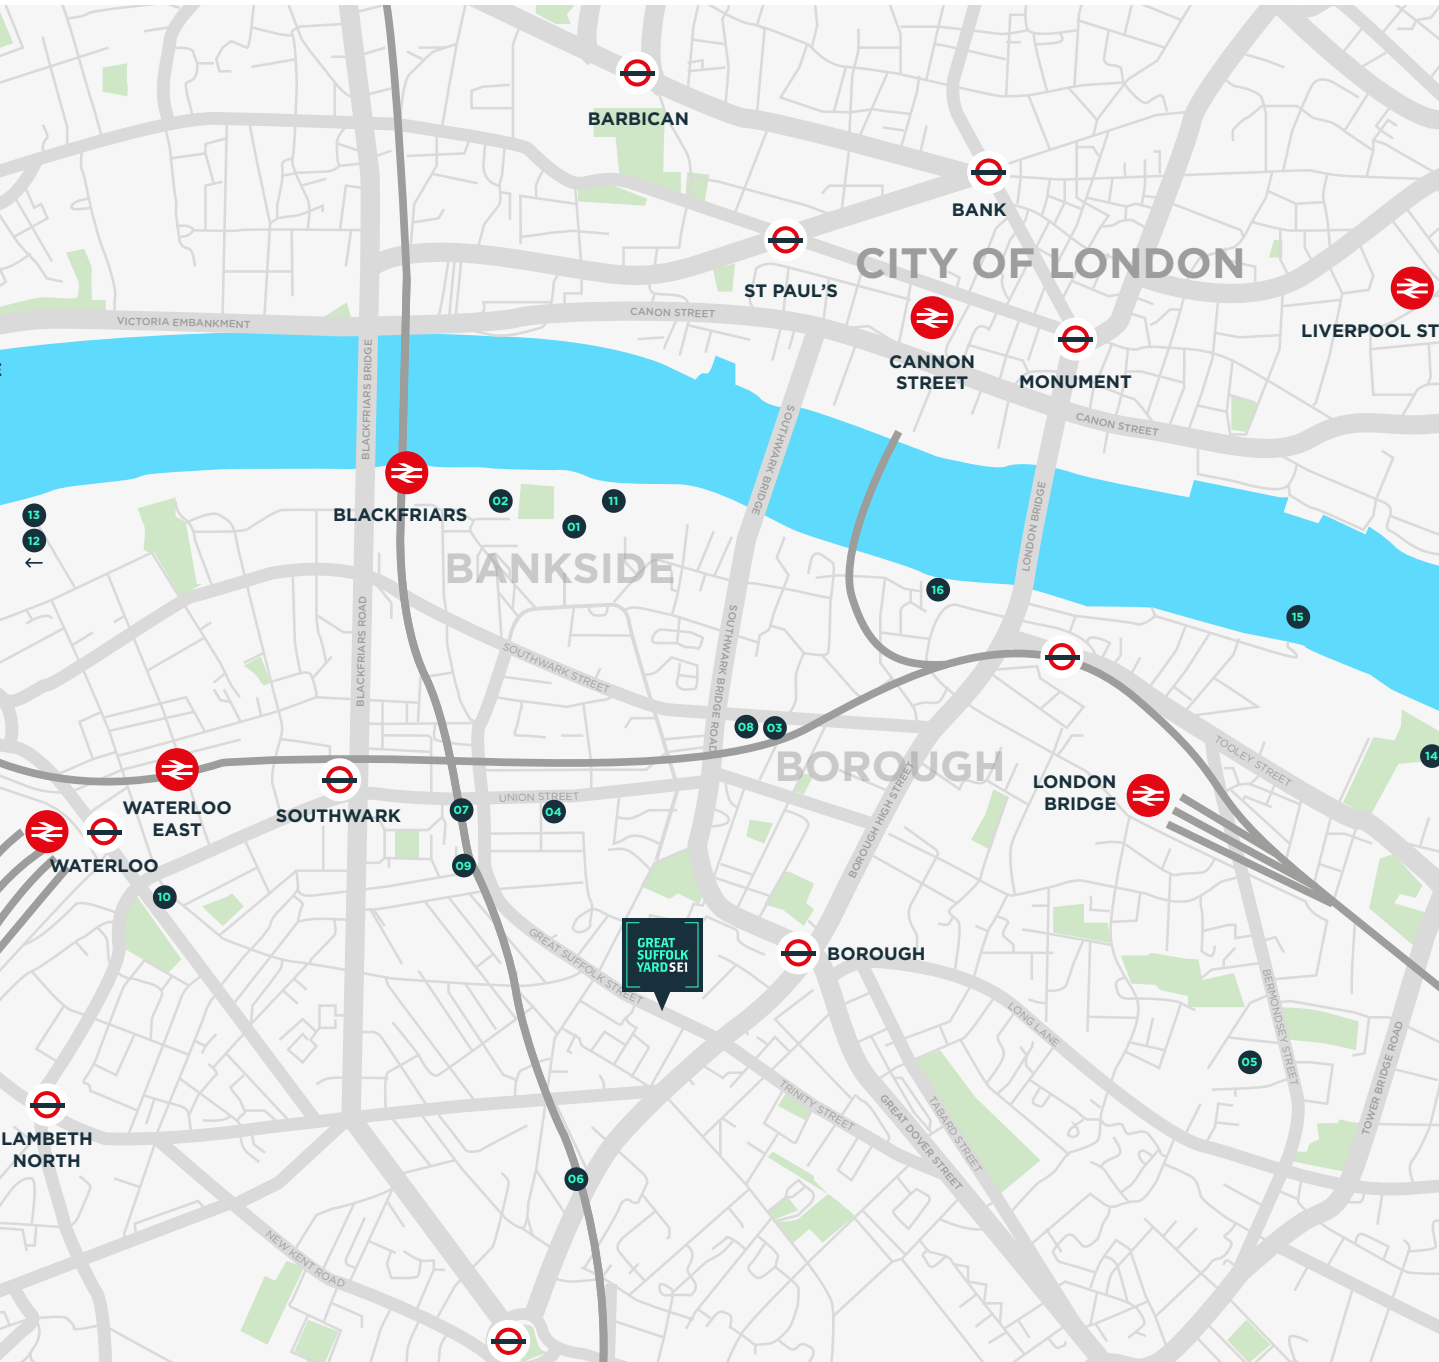 BARBICAN
BANK
CITY OF LONDON
ST PAUL'S
LIVERPOOL ST
VICTORIA EMBANKMENT
CANON STREET
CANNON
STREET
MONUMENT
E
BLACKFRIARS BRIDGE
SOUTHWARK BRIDGE
CANON STREET
LONDON BRIDGE
13
12
←
BLACKFRIARS
02
11
01
BANKSIDE
16
15
BLACKFRIARS ROAD
SOUTHWARK STREET
SOUTHWARK BRIDGE ROAD
08
03
BOROUGH
TOOLEY STREET
14
LONDON
BRIDGE
WATERLOO
EAST
SOUTHWARK
UNION STREET
07
04
BOROUGH HIGH STREET
WATERLOO
09
10
GREAT SUFFOLK STREET
GREAT
SUFFOLK
YARDSE1
BOROUGH
LONG LANE
BERMONDSEY STREET
TOWER BRIDGE ROAD
05
TRINITY STREET
GREAT DOVER STREET
TABARD STREET
LAMBETH
NORTH
06
NEW KENT ROAD